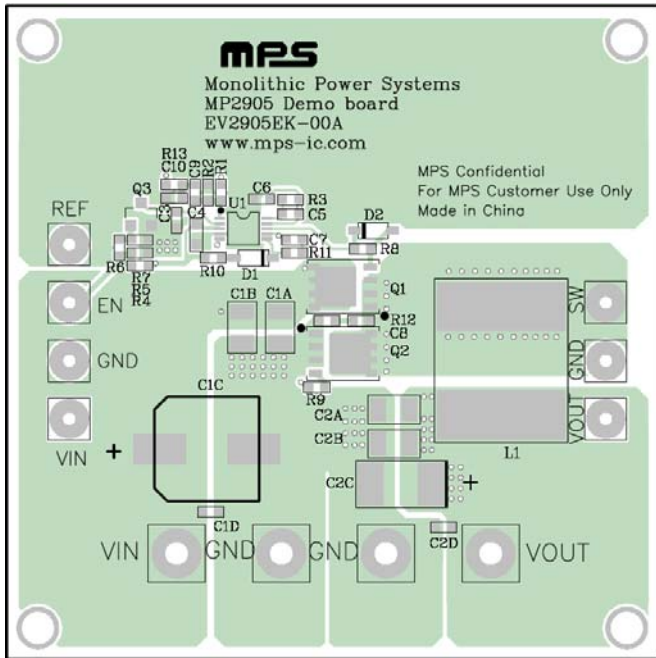 mps
Monolithic Power Systems
MP2905 Demo board
EV2905EK-00A
www.mps-ic.com
MPS Confidential
For MPS Customer Use Only
Made in China
R13
C10
C9
R2
R1
Q3
C3
C4
U1
C6
R3
C5
D2
REF
C7
R11
R8
R6
R7
R5
R4
R10
D1
EN
C1B
C1A
Q1
SW
R12
C8
Q2
GND
GND
C1C
R9
C2A
VOUT
VIN
+
C2B
L1
C2C
+
C1D
C2D
VIN
GND
GND
VOUT